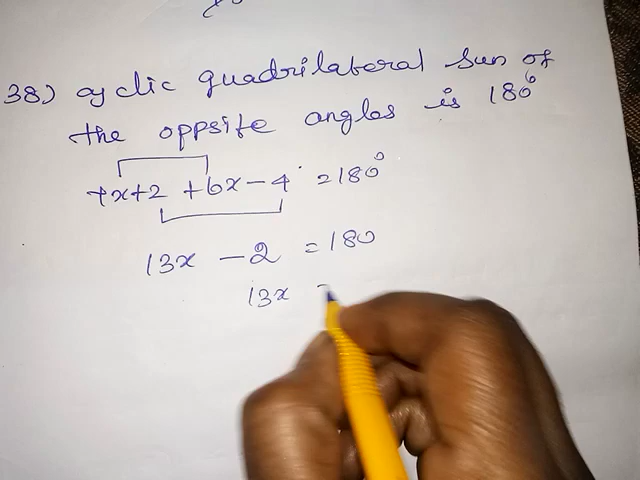 38) cyclic quadrilateral sum of
the oppsite angles is 180°
7x+2 +6x-4 =180°
13x - 2 = 180
13x